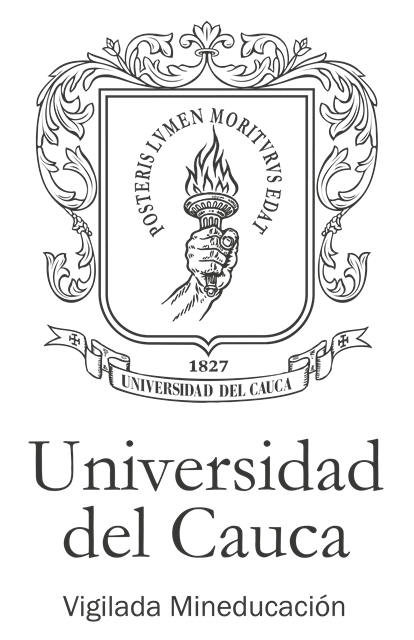 POSTERIS LVMEN MORITVRVS EDAT
1827
UNIVERSIDAD DEL CAUCA
Universidad
del Cauca
Vigilada Mineducación